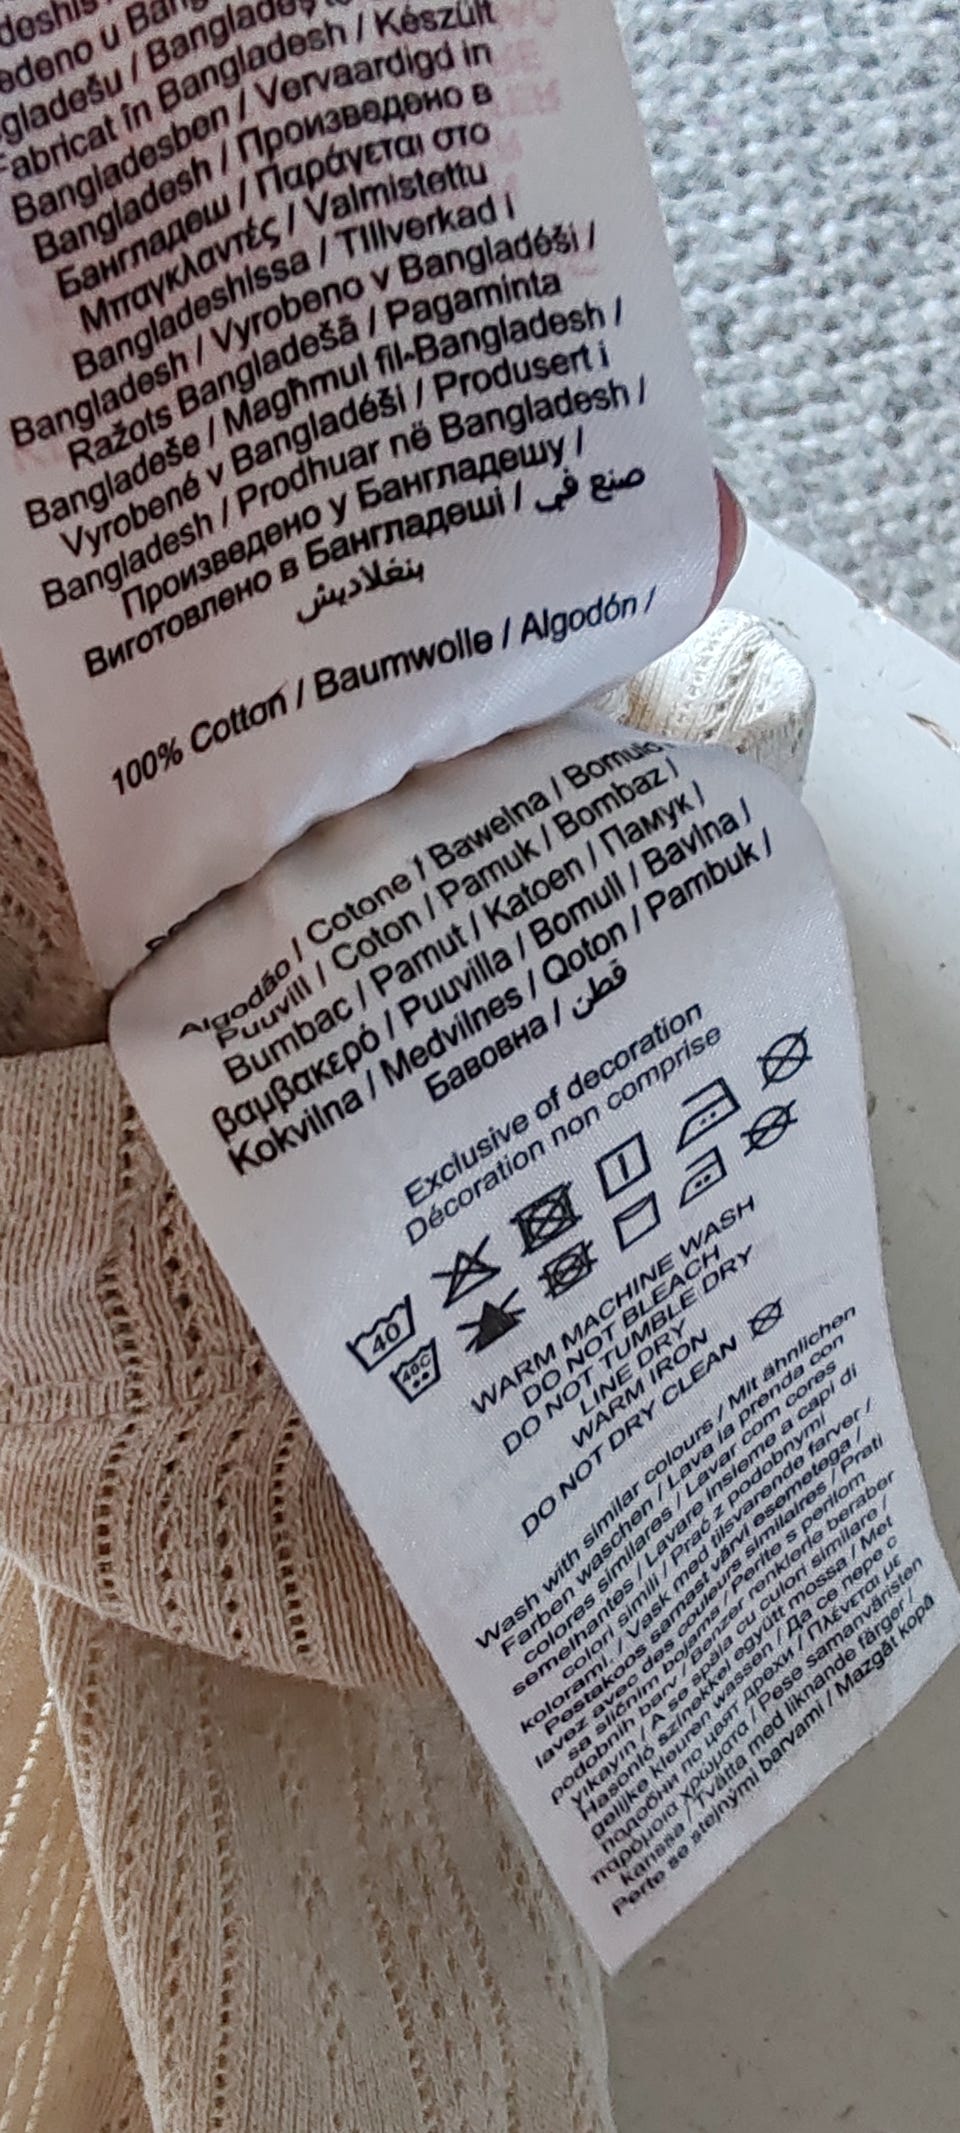 edeno u Bang
gladešu / Bangladeş
Fabricat în Bangladesh / Készült
Bangladesben / Vervaardigd in
Bangladesh / Произведено в
Бангладеш / Παράγεται στο
Μπαγκλαντές / Valmistettu
Bangladeshissa / TIllverkad i
Bangladesh / Vyrobeno v Bangladéši /
Ražots Bangladešā / Pagaminta
Bangladeše / Magħmul fil-Bangladesh /
Vyrobené v Bangladéši / Produsert i
Bangladesh / Prodhuar në Bangladesh /
Произведено у Бангладешу /
Виготовлено в Бангладеші / صنع في
بنغلاديش
100% Cotton / Baumwolle / Algodón /
Algodão / Cotone / Bawelna / Bomuld
Puuvill / Coton / Pamuk / Bombaz /
Bumbac / Pamut / Katoen / Памук /
βαμβακερό / Puuvilla / Bomull / Bavlna /
Kokvilna / Medvilnes / Qoton / Pambuk /
Бавовна / قطن
Exclusive of decoration
Décoration non comprise
40
40C
WARM MACHINE WASH
DO NOT BLEACH
DO NOT TUMBLE DRY
LINE DRY
WARM IRON
DO NOT DRY CLEAN
Wash with similar colours / Mit ähnlichen
Farben waschen / Lava la prenda con
colores similares / Lavar com cores
semelhantes / Lavare insieme a capi di
colori simili / Prać z podobnymi
kolorami. / Vask med tilsvarende farver /
Pestakoos samast värvi esemetega /
lavez avec des couleurs similaires / Prati
sa sličnim bojama / Perite s perilom
podobnih barv / Benzer renklerle beraber
yıkayın / A se spăla cu culori similare /
Hasonló színekkel együtt mossa / Met
gelijke kleuren wassen / Да се пере с
подобни по цвят дрехи / Πλένεται με
παρόμοια χρώματα / Pese samanväristen
kanssa / Tvätta med liknande färger /
Perte se stejnými barvami / Mazgāt kopā